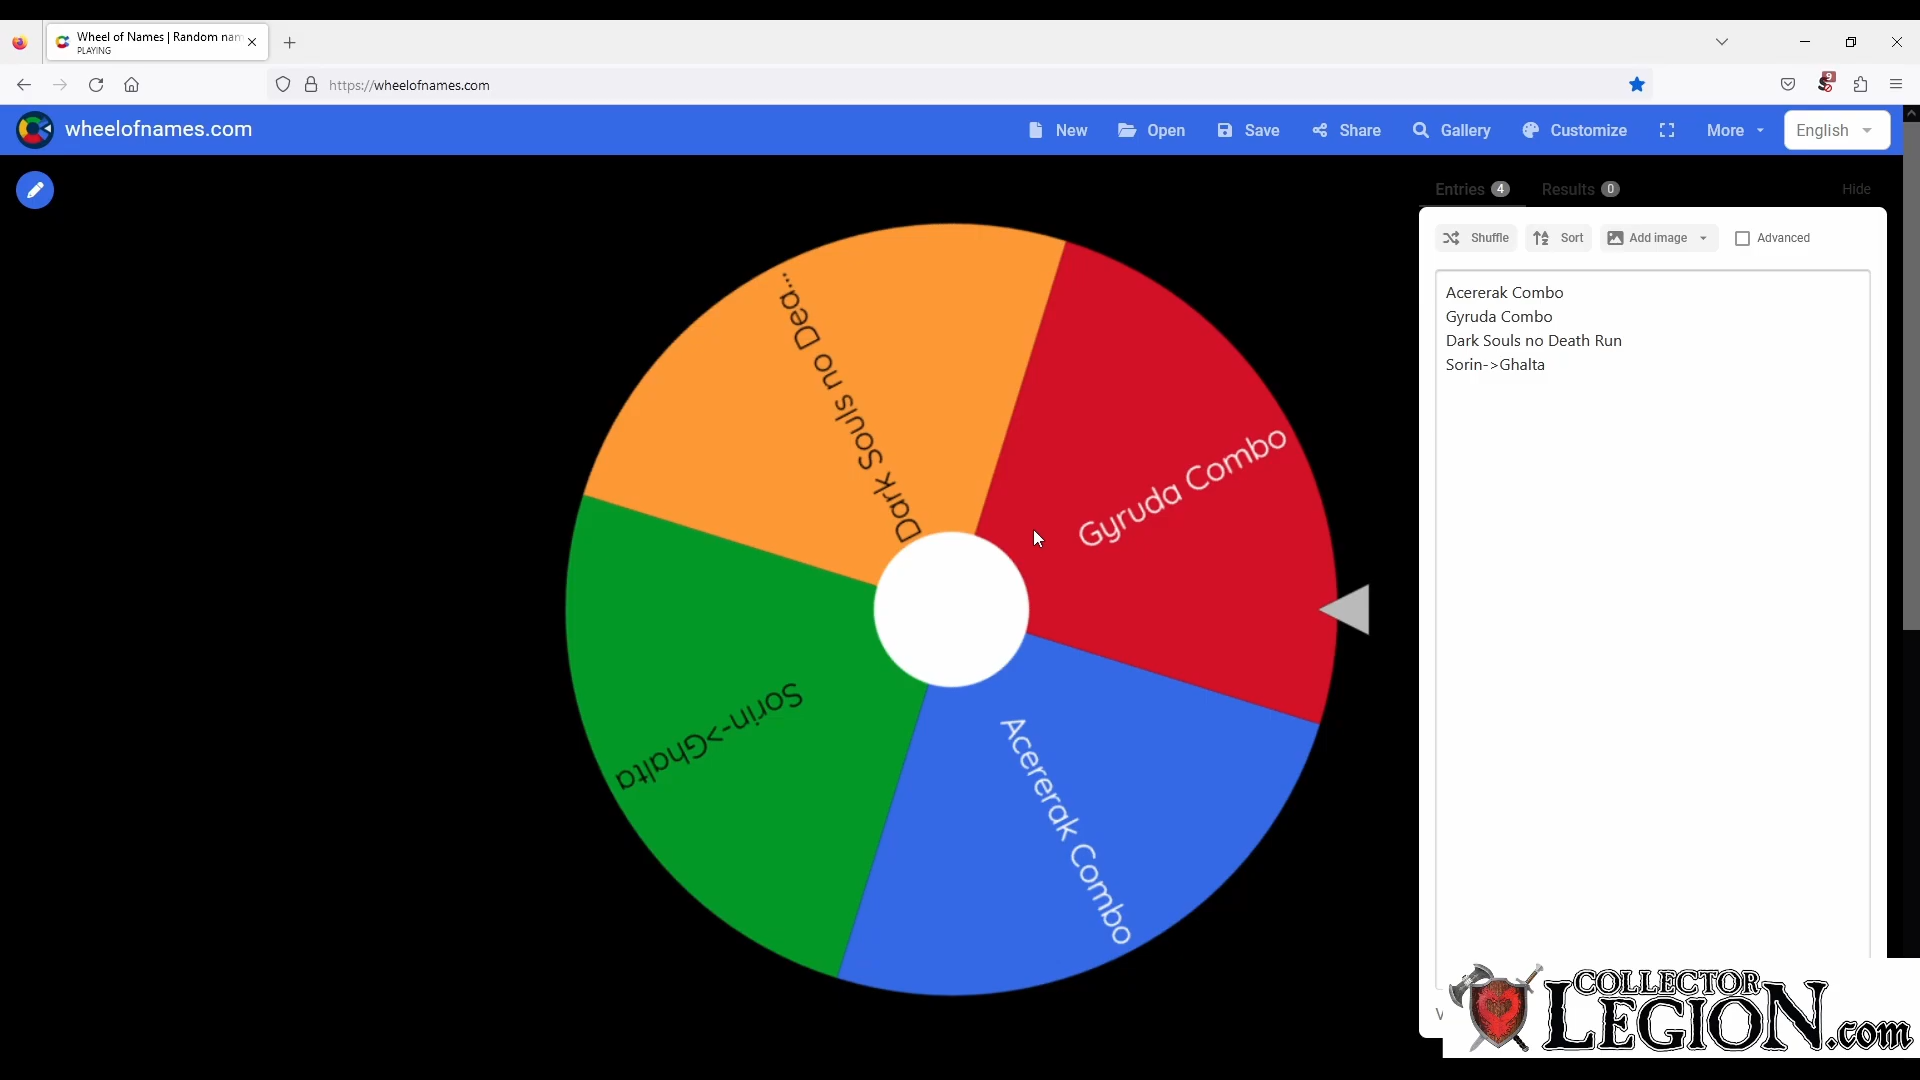 Wheel of Names | Random nam
PLAYING
https://wheelofnames.com
9
wheelofnames.com
New
Open
Save
Share
Gallery
Customize
More
English
Entries 4
Results 0
Hide
Shuffle
Sort
Add image
Advanced
Acererak Combo
Gyruda Combo
Dark Souls no Death Run
Sorin->Ghalta
Dark Souls no Dea...
Gyruda Combo
Sorin->Ghalta
Acererak Combo
COLLECTOR
LEGION.com